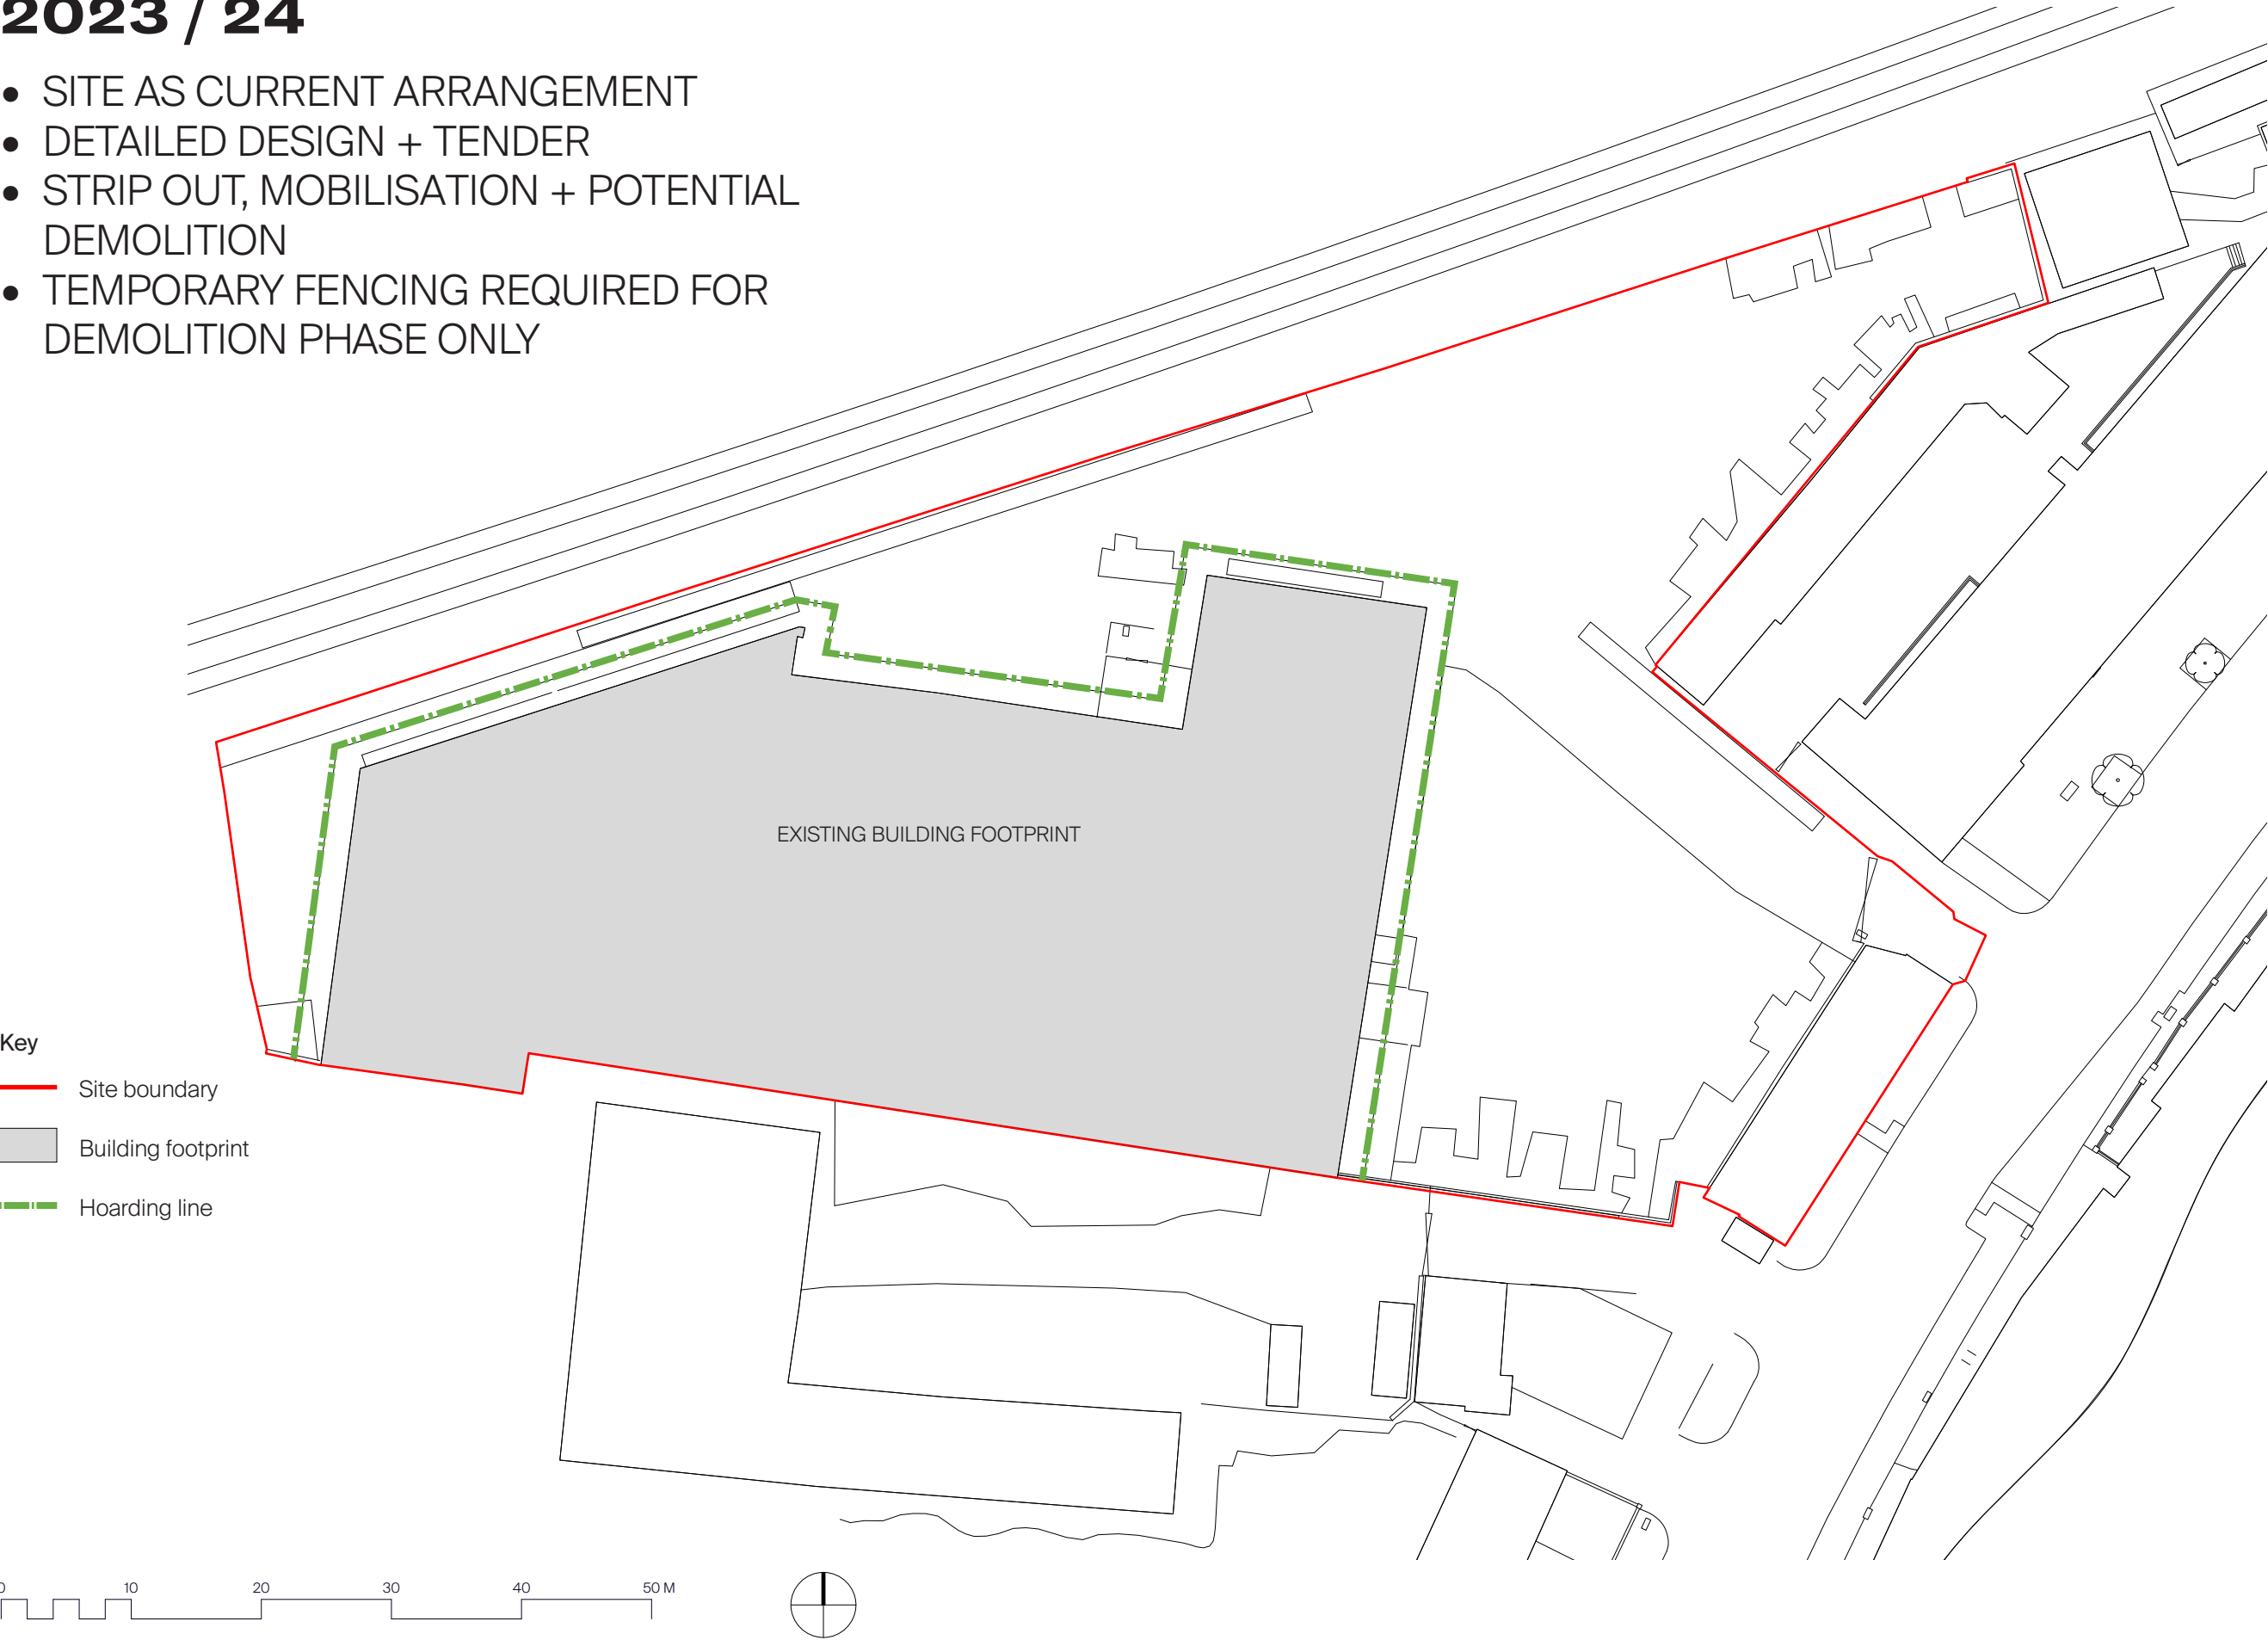 2023 / 24
• SITE AS CURRENT ARRANGEMENT
• DETAILED DESIGN + TENDER
• STRIP OUT, MOBILISATION + POTENTIAL
DEMOLITION
• TEMPORARY FENCING REQUIRED FOR
DEMOLITION PHASE ONLY
EXISTING BUILDING FOOTPRINT
Key
Site boundary
Building footprint
Hoarding line
0 10 20 30 40 50 M